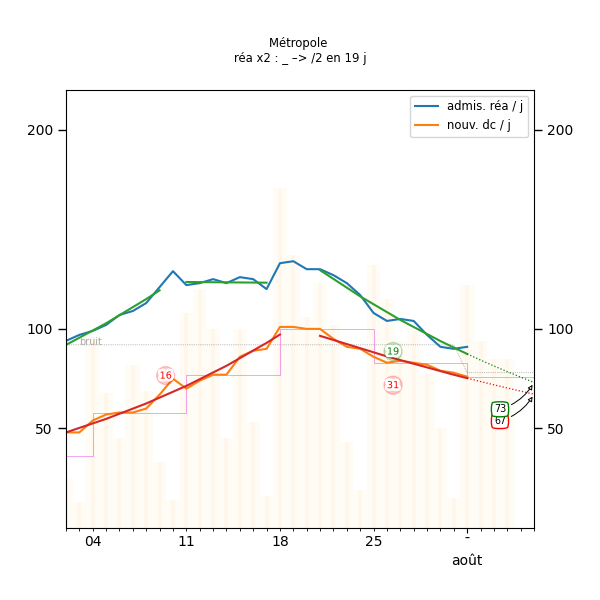 Métropole
réa x2 : _ –> /2 en 19 j
admis. réa / j
nouv. dc / j
200
200
100
100
bruit
19
16
31
73
67
50
50
04
11
18
25
-
août